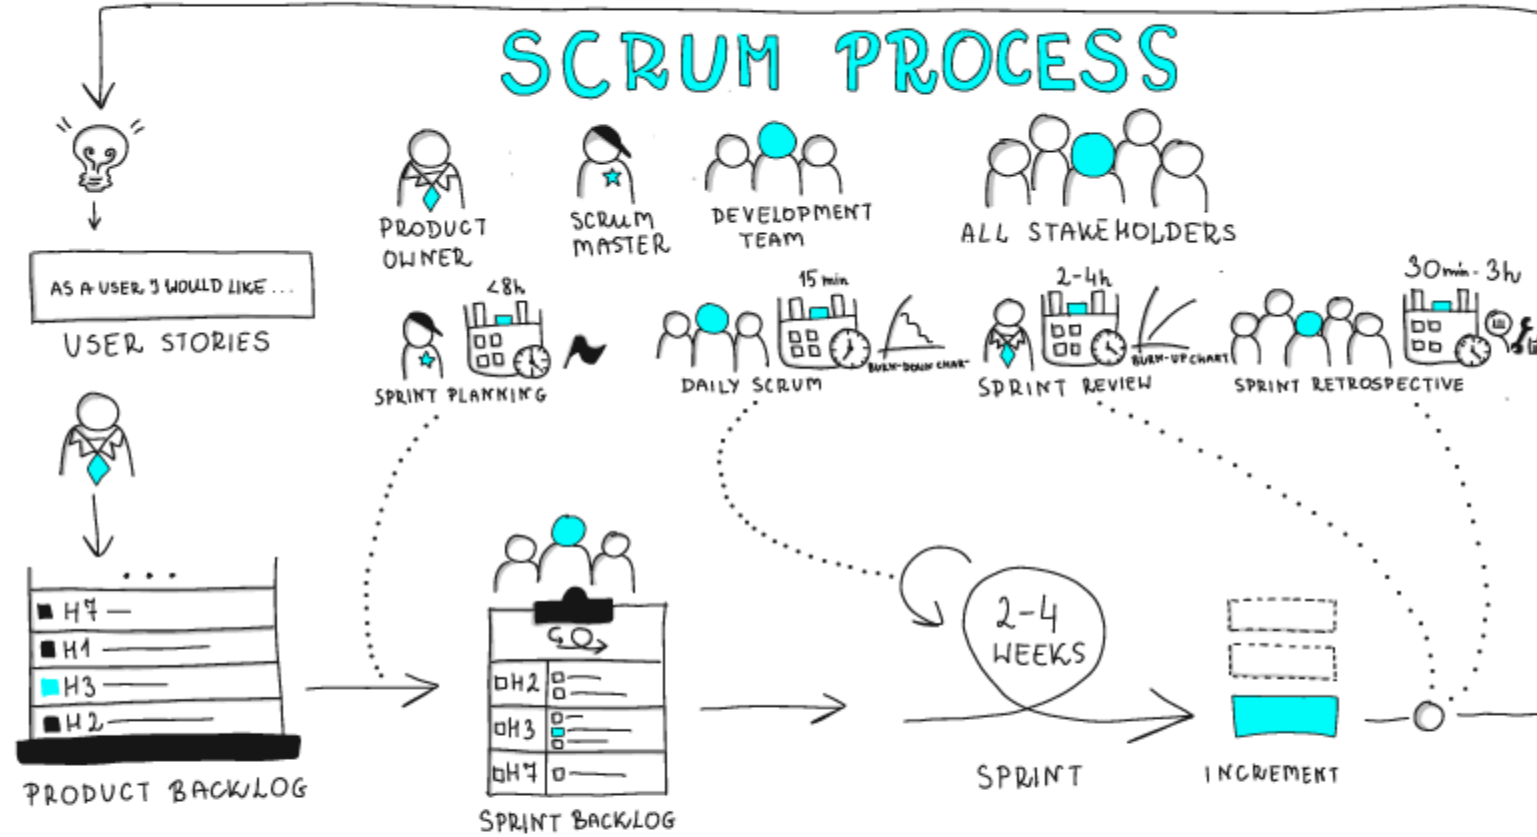 SCRUM PROCESS
PRODUCT
OWNER
SCRUM
MASTER
DEVELOPMENT
TEAM
ALL STAKEHOLDERS
AS A USER I WOULD LIKE ...
USER STORIES
<8h
SPRINT PLANNING
15 min
BURN-DOWN CHART
DAILY SCRUM
2-4h
BURN-UP CHART
SPRINT REVIEW
30min - 3h
SPRINT RETROSPECTIVE
...
H7
H1
H3
H2
PRODUCT BACKLOG
H2
H3
H7
SPRINT BACKLOG
2-4
WEEKS
SPRINT
INCREMENT